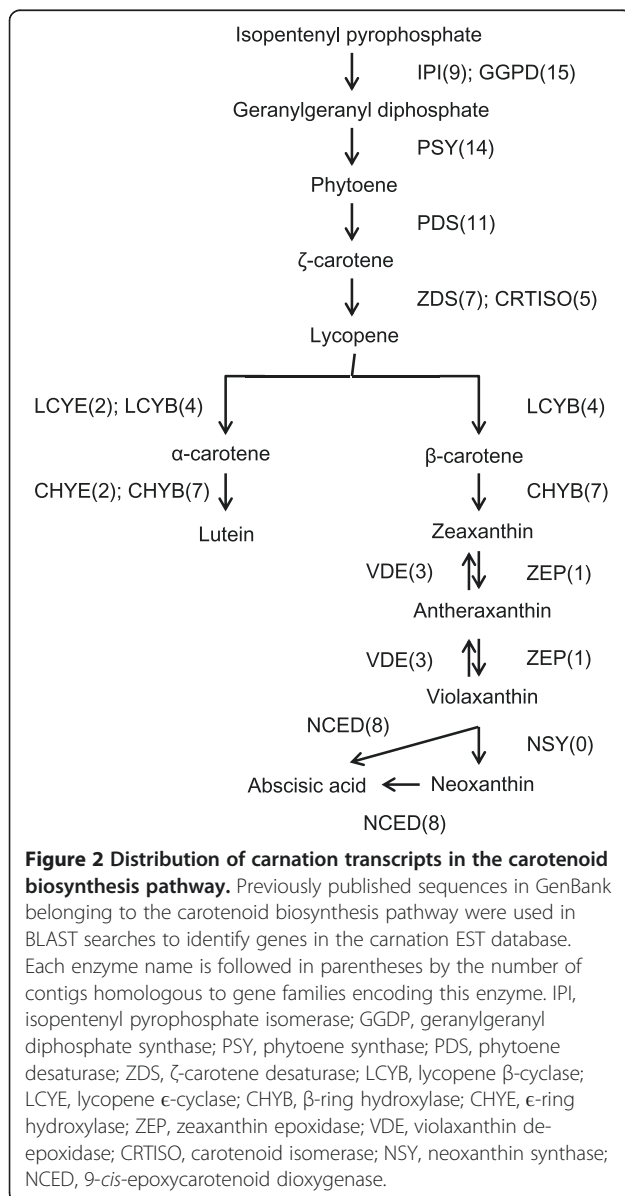 Isopentenyl pyrophosphate
IPI(9); GGPD(15)
Geranylgeranyl diphosphate
PSY(14)
Phytoene
PDS(11)
ζ-carotene
ZDS(7); CRTISO(5)
Lycopene
LCYE(2); LCYB(4)
LCYB(4)
α-carotene
β-carotene
CHYE(2); CHYB(7)
CHYB(7)
Lutein
Zeaxanthin
VDE(3)
ZEP(1)
Antheraxanthin
VDE(3)
ZEP(1)
Violaxanthin
NCED(8)
NSY(0)
Abscisic acid
Neoxanthin
NCED(8)
Figure 2 Distribution of carnation transcripts in the carotenoid
biosynthesis pathway. Previously published sequences in GenBank
belonging to the carotenoid biosynthesis pathway were used in
BLAST searches to identify genes in the carnation EST database.
Each enzyme name is followed in parentheses by the number of
contigs homologous to gene families encoding this enzyme. IPI,
isopentenyl pyrophosphate isomerase; GGDP, geranylgeranyl
diphosphate synthase; PSY, phytoene synthase; PDS, phytoene
desaturase; ZDS, ζ-carotene desaturase; LCYB, lycopene β-cyclase;
LCYE, lycopene ϵ-cyclase; CHYB, β-ring hydroxylase; CHYE, ϵ-ring
hydroxylase; ZEP, zeaxanthin epoxidase; VDE, violaxanthin de-
epoxidase; CRTISO, carotenoid isomerase; NSY, neoxanthin synthase;
NCED, 9-cis-epoxycarotenoid dioxygenase.